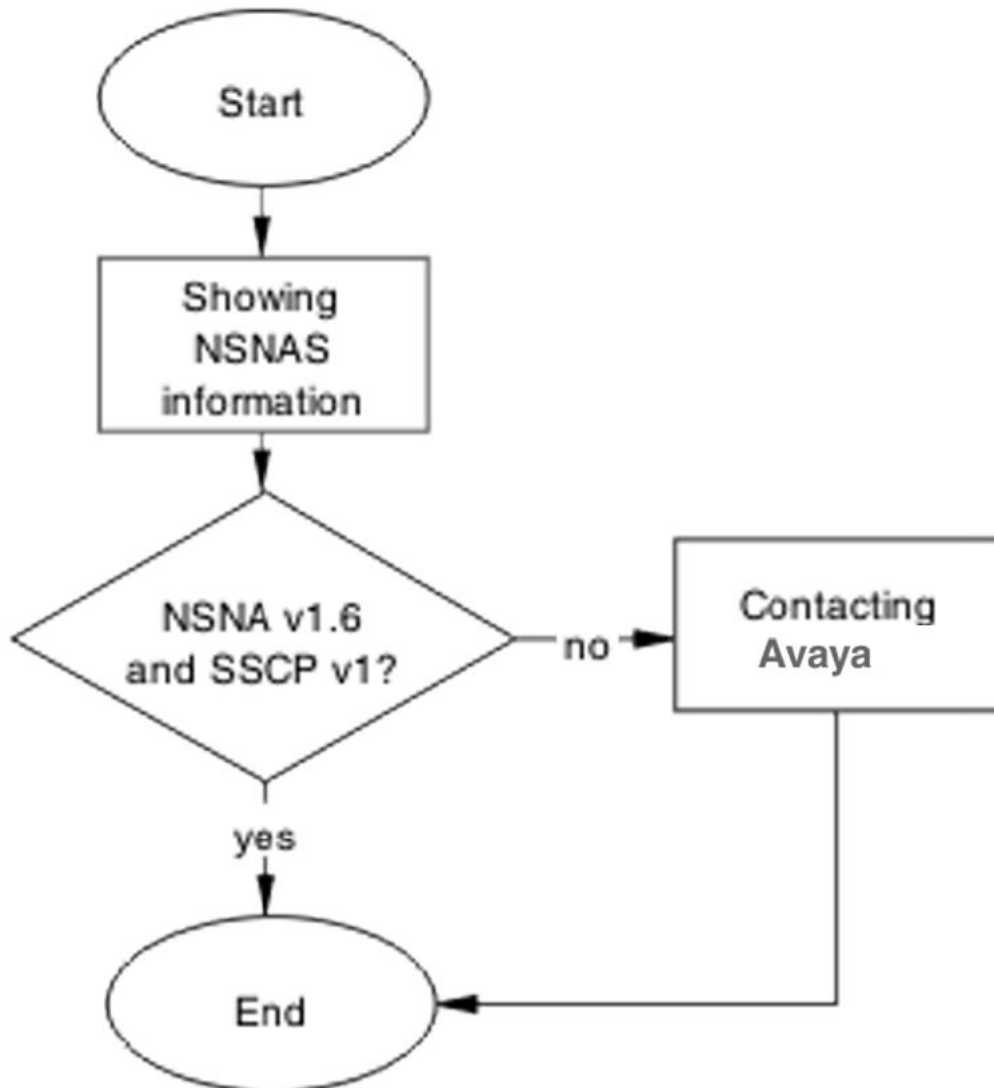 Start
Showing
NSNAS
information
NSNA v1.6
and SSCP v1?
no
Contacting
Avaya
yes
End